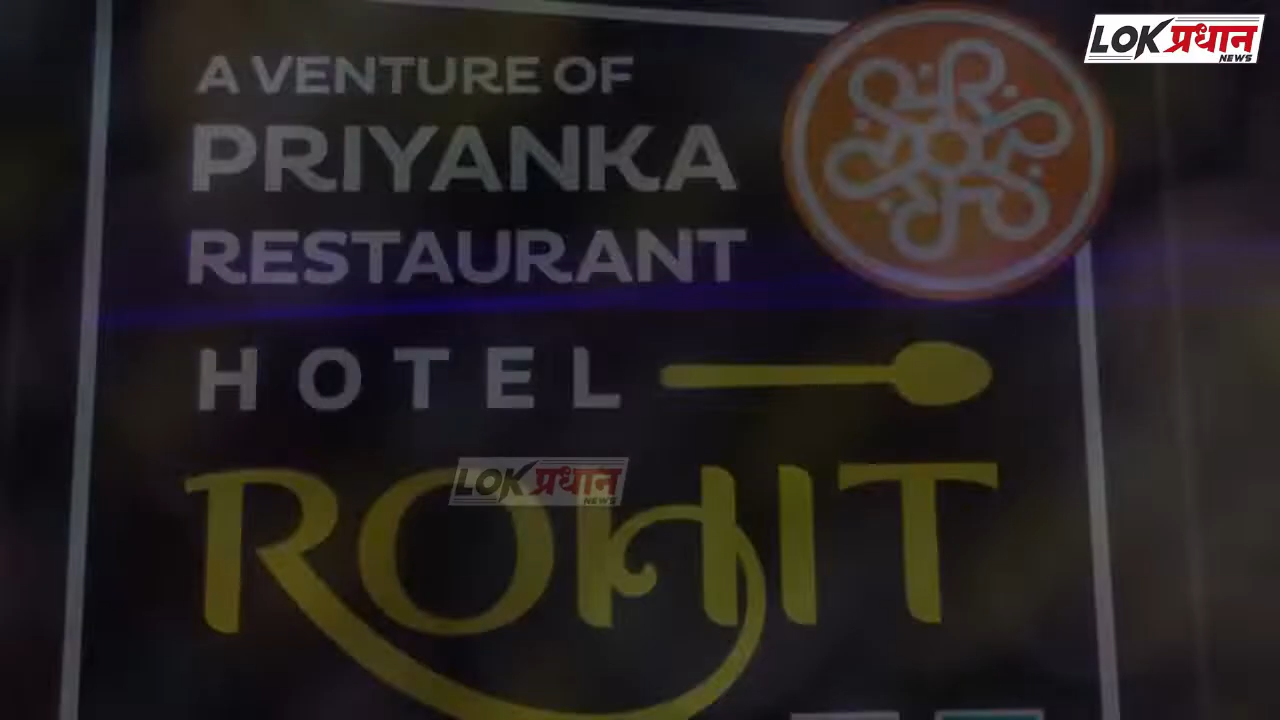 LOK प्रधान
NEWS
A VENTURE OF
PRIYANKA
RESTAURANT
HOTEL
ROHIT
LOK प्रधान
NEWS